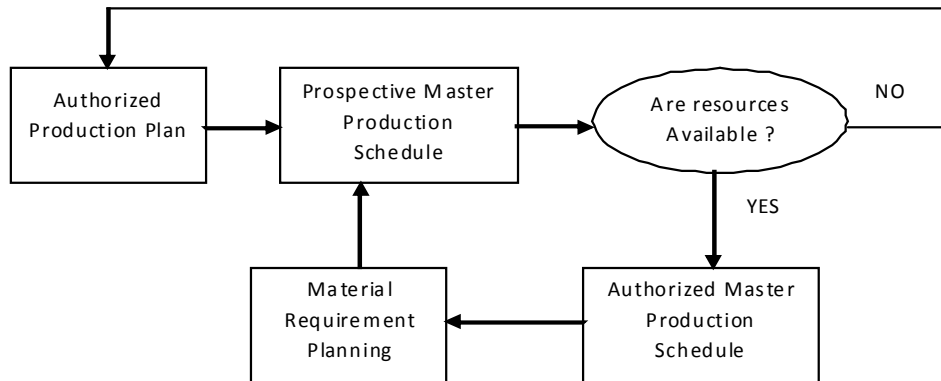 Authorized
Production Plan
Prospective Master
Production
Schedule
Are resources
Available ?
NO
YES
Material
Requirement
Planning
Authorized Master
Production
Schedule